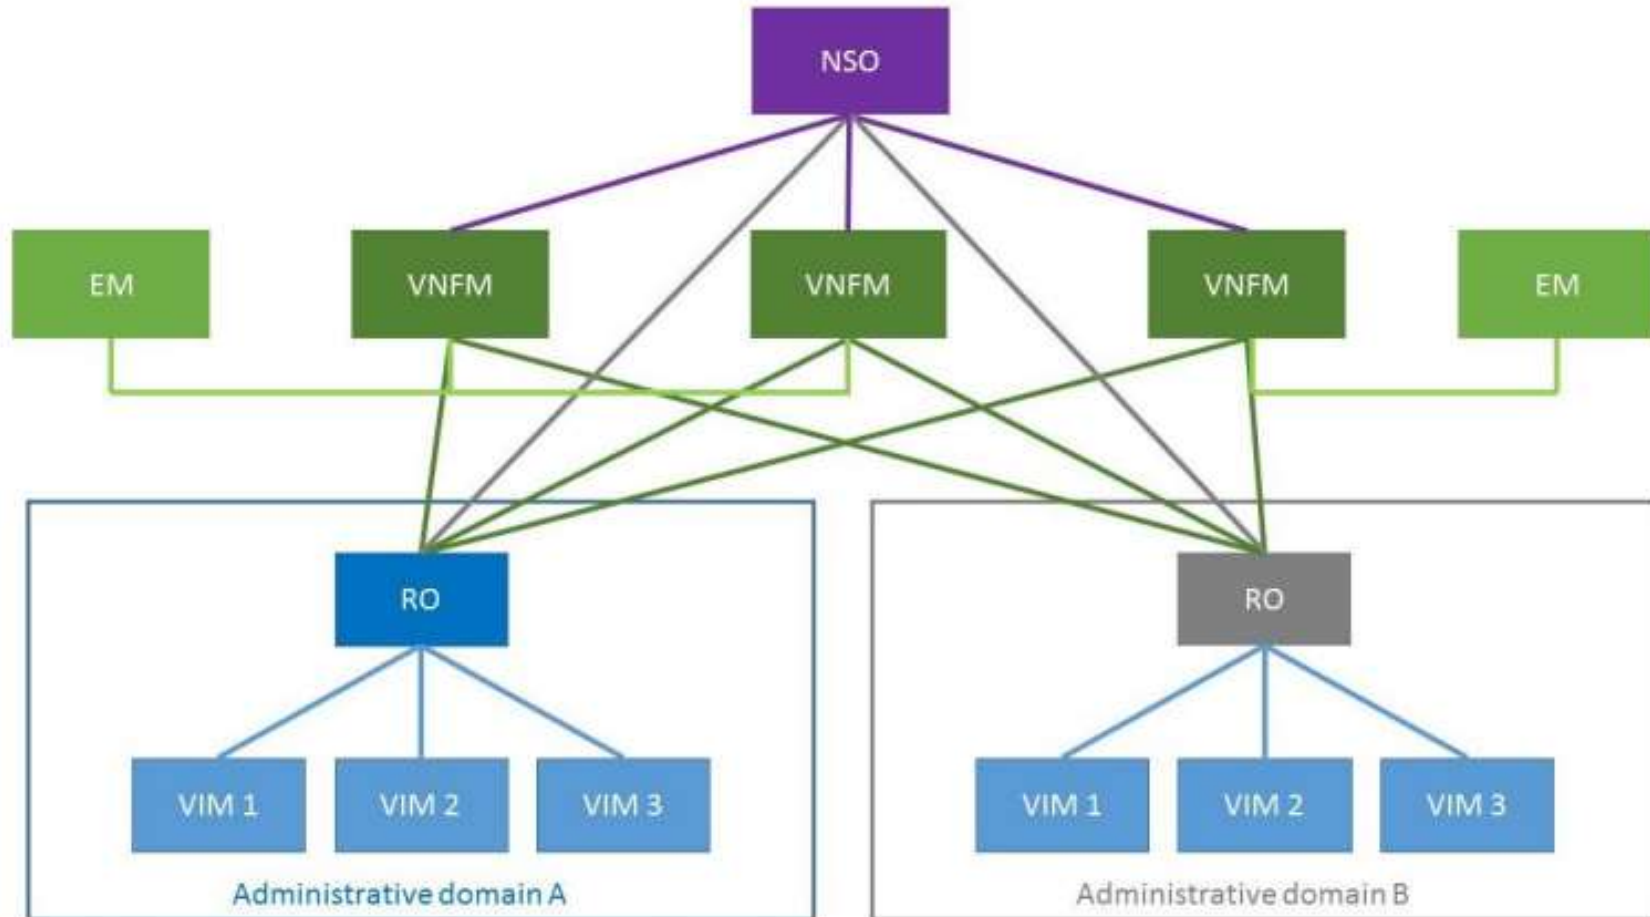 NSO
EM
VNFM
VNFM
VNFM
EM
RO
RO
VIM 1
VIM 2
VIM 3
VIM 1
VIM 2
VIM 3
Administrative domain A
Administrative domain B